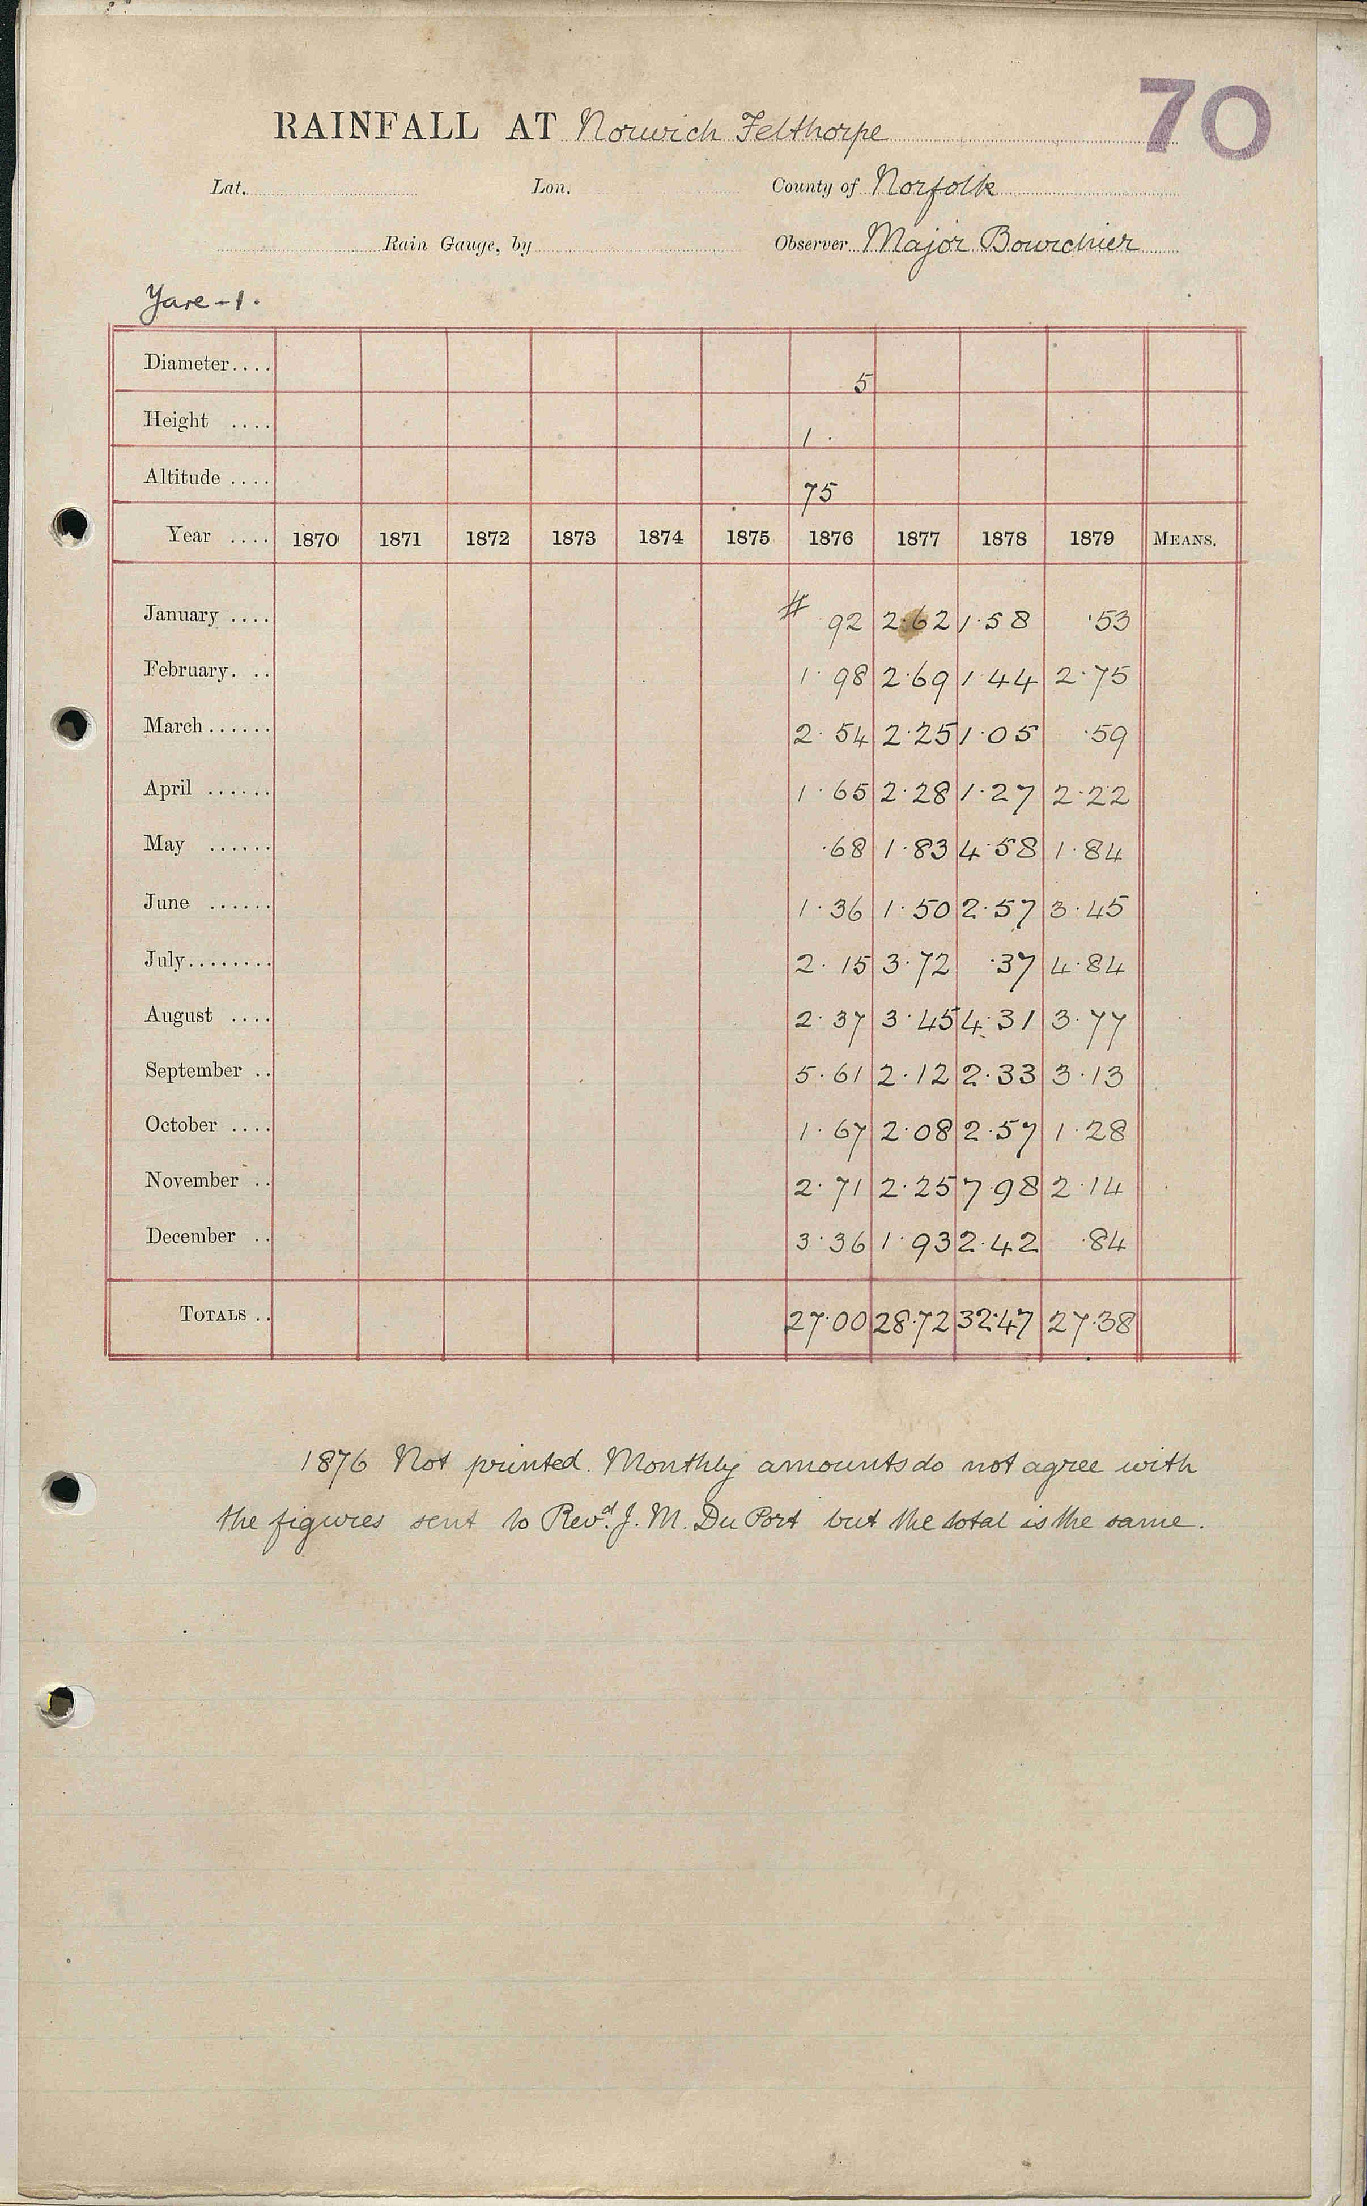 70
RAINFALL AT Norwich Felthorpe
Lat. Lon. County of Norfolk
Rain Gauge, by Observer Major Bourchier
Yare - 1.
Diameter.... 5
Height .... 1.
Altitude .... 75
Year .... 1870 1871 1872 1873 1874 1875 1876 1877 1878 1879 MEANS.
January .... # 92 2.62 1.58 .53
February. .. 1.98 2.69 1.44 2.75
March ...... 2.54 2.25 1.05 .59
April ...... 1.65 2.28 1.27 2.22
May ...... .68 1.83 4.58 1.84
June ...... 1.36 1.50 2.57 3.45
July........ 2.15 3.72 .37 4.84
August .... 2.37 3.45 4.31 3.77
September .. 5.61 2.12 2.33 3.13
October .... 1.67 2.08 2.57 1.28
November .. 2.71 2.25 7.98 2.14
December .. 3.36 1.93 2.42 .84
TOTALS .. 27.00 28.72 32.47 27.38
1876 Not printed. Monthly amounts do not agree with
the figures sent to Revd. J. M. Du Port but the total is the same.